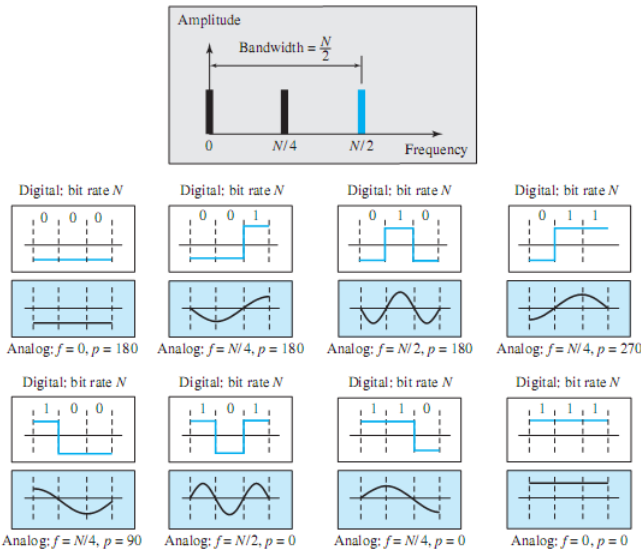 Amplitude
Bandwidth = N/2
0 N/4 N/2 Frequency
Digital: bit rate N Digital: bit rate N Digital: bit rate N Digital: bit rate N
0 0 0 0 0 1 0 1 0 0 1 1
Analog: f = 0, p = 180 Analog: f = N/4, p = 180 Analog: f = N/2, p = 180 Analog: f = N/4, p = 270
Digital: bit rate N Digital: bit rate N Digital: bit rate N Digital: bit rate N
1 0 0 1 0 1 1 1 0 1 1 1
Analog: f = N/4, p = 90 Analog: f = N/2, p = 0 Analog: f = N/4, p = 0 Analog: f = 0, p = 0